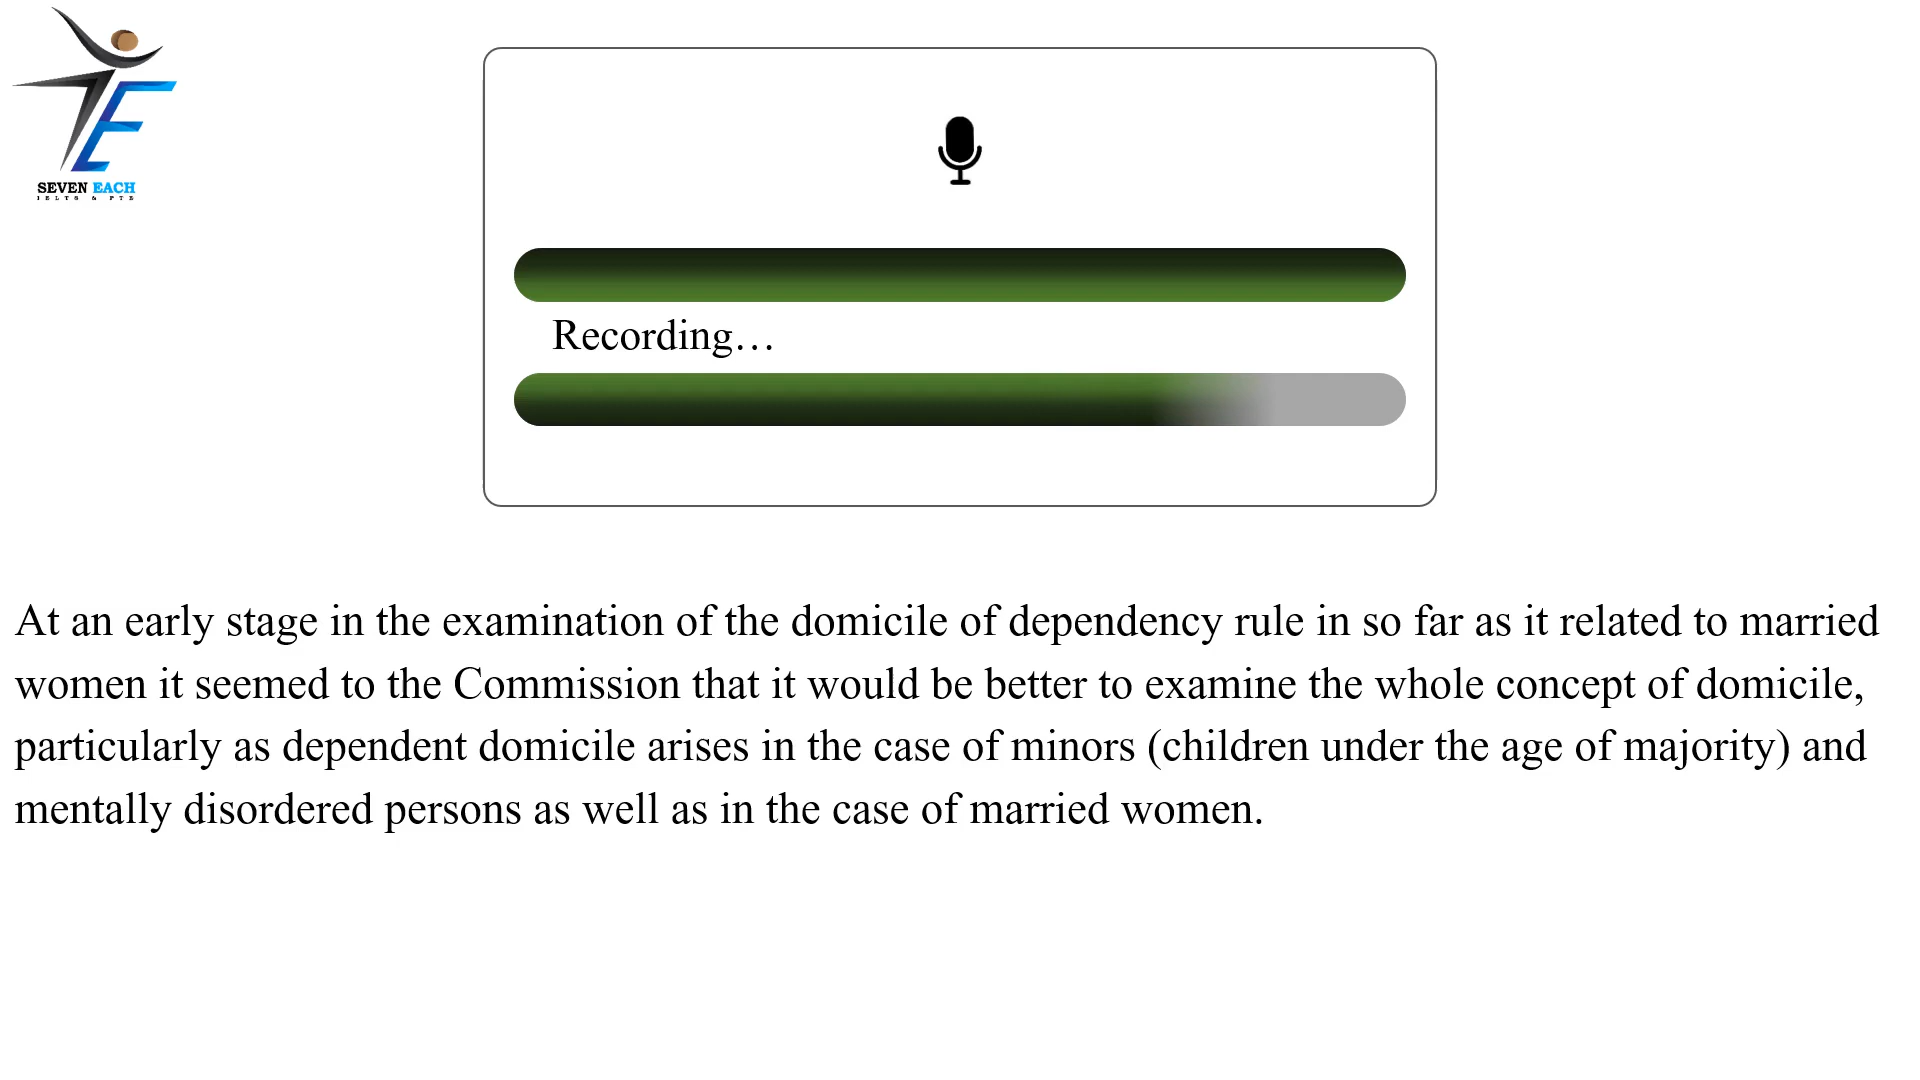 SEVEN EACH
IELTS & PTE
Recording…
At an early stage in the examination of the domicile of dependency rule in so far as it related to married
women it seemed to the Commission that it would be better to examine the whole concept of domicile,
particularly as dependent domicile arises in the case of minors (children under the age of majority) and
mentally disordered persons as well as in the case of married women.